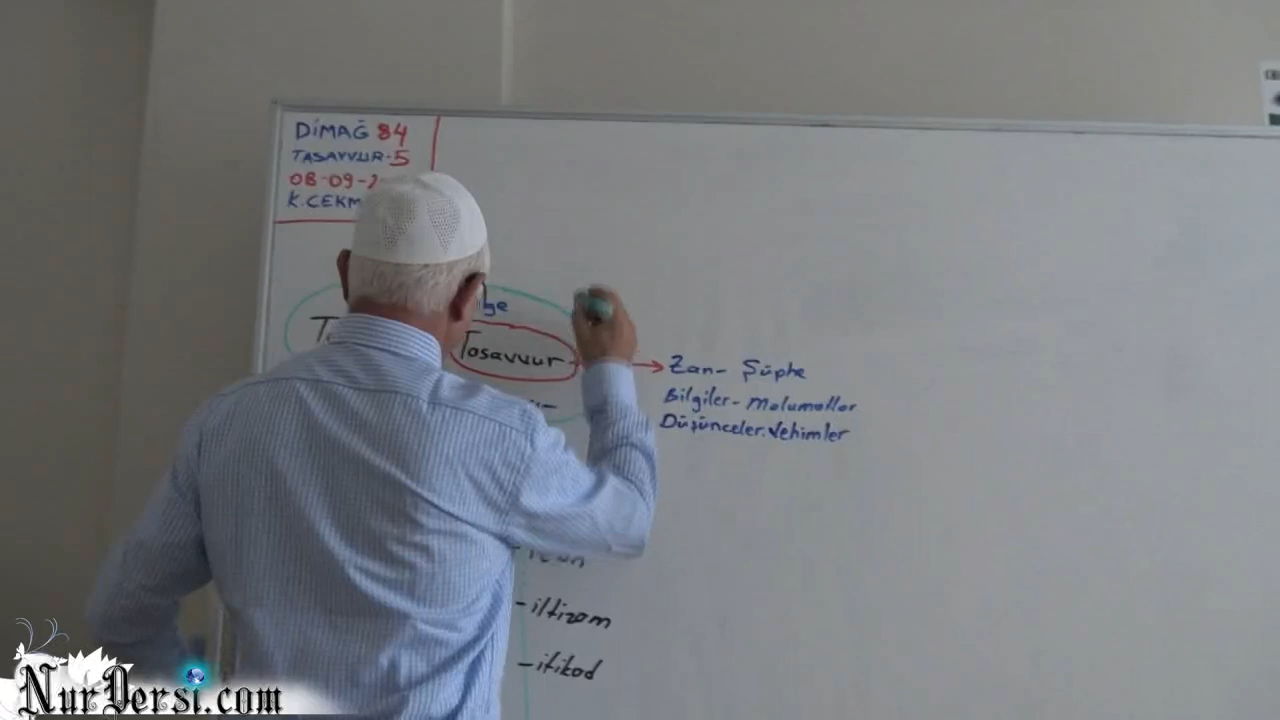 DİMAĞ 84
TASAVVUR-5
08-09-2
K.ÇEKM
Tasavvur
Zan- Şüphe
Bilgiler- Malumatlar
Düşünceler. Vehimler
- iltizam
- itikad
NurDersi.com